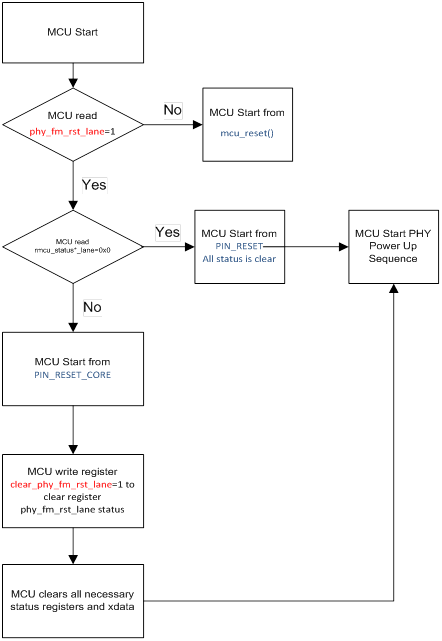 MCU Start
MCU read
phy_fm_rst_lane=1
No
MCU Start from
mcu_reset()
Yes
MCU read
rmcu_status*_lane=0x0
Yes
MCU Start from
PIN_RESET
All status is clear
MCU Start PHY
Power Up
Sequence
No
MCU Start from
PIN_RESET_CORE
MCU write register
clear_phy_fm_rst_lane=1 to
clear register
phy_fm_rst_lane status
MCU clears all necessary
status registers and xdata